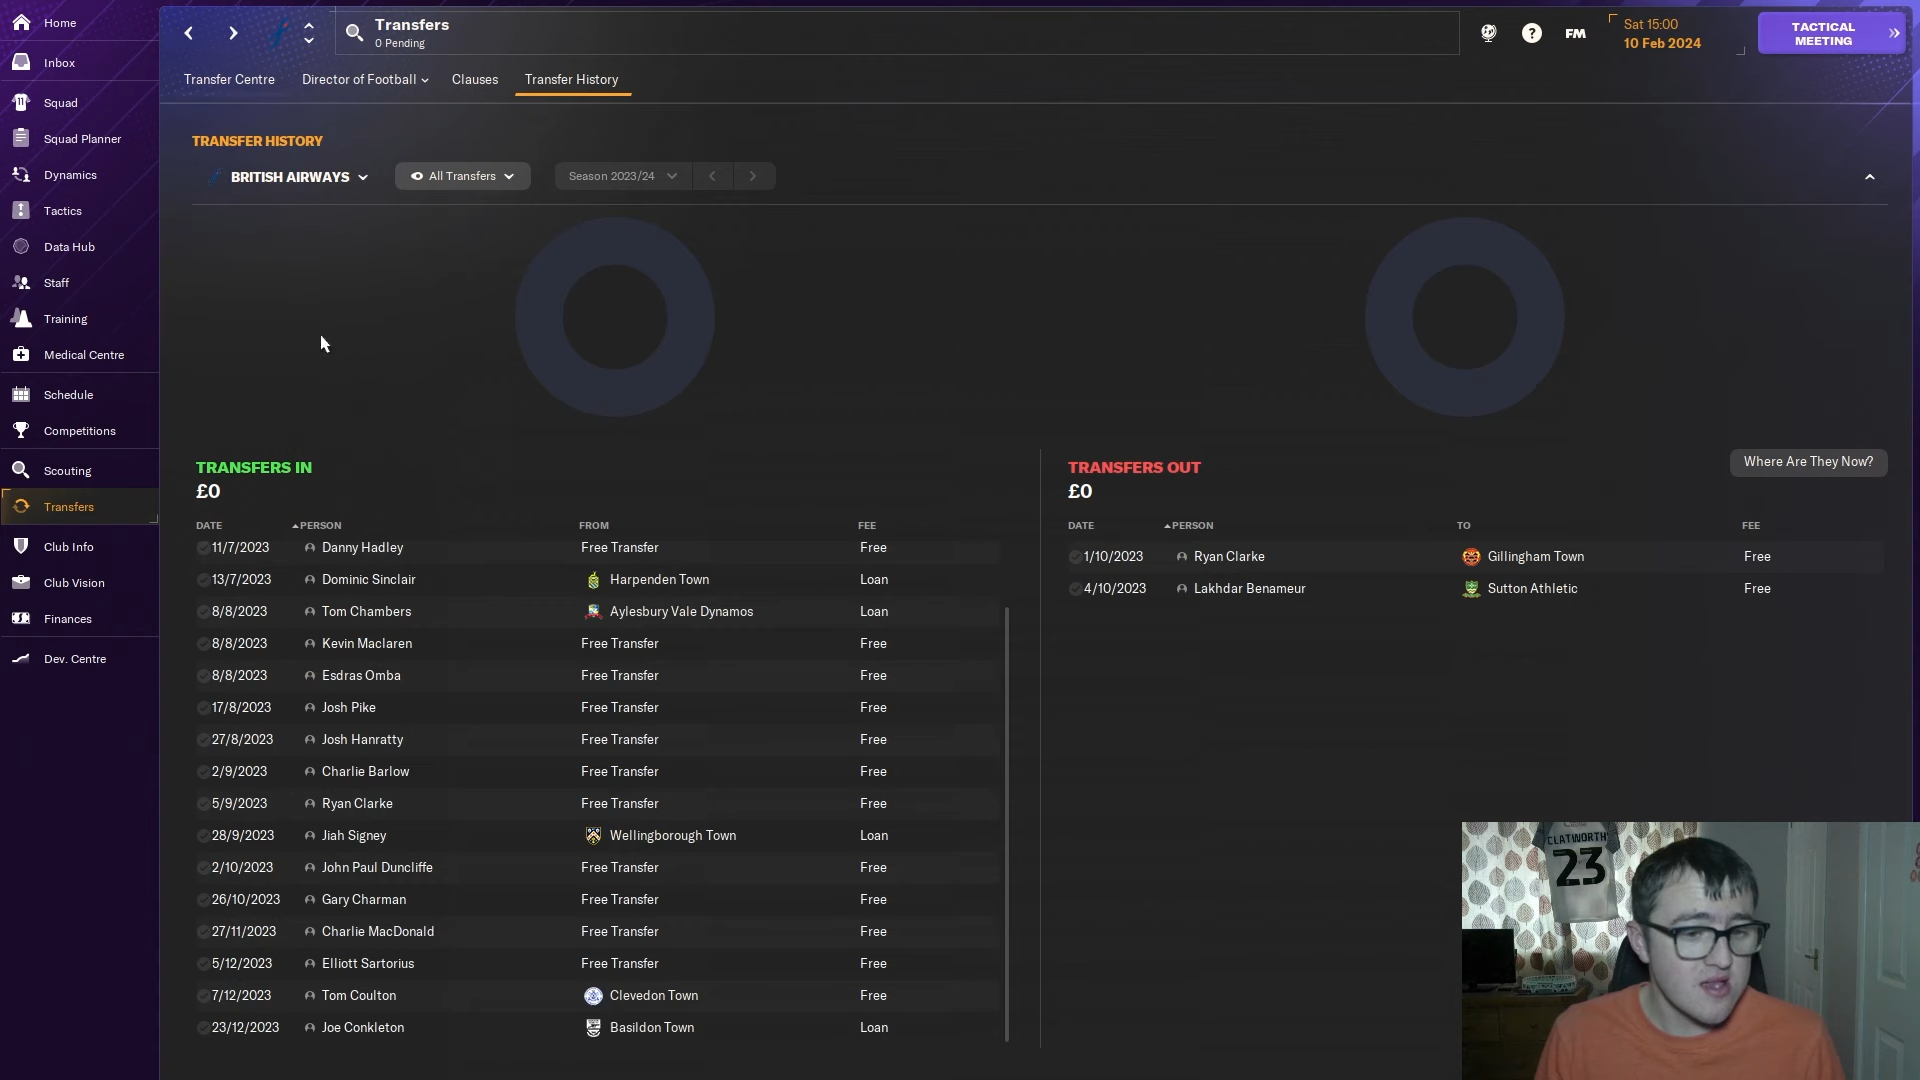 Home
Inbox
Squad
Squad Planner
Dynamics
Tactics
Data Hub
Staff
Training
Medical Centre
Schedule
Competitions
Scouting
Transfers
Club Info
Club Vision
Finances
Dev. Centre
Transfers
0 Pending
FM
Sat 15:00
10 Feb 2024
TACTICAL
MEETING
Transfer Centre Director of Football Clauses Transfer History
TRANSFER HISTORY
BRITISH AIRWAYS All Transfers Season 2023/24
TRANSFERS IN
£0
DATE PERSON FROM FEE
11/7/2023 Danny Hadley Free Transfer Free
13/7/2023 Dominic Sinclair Harpenden Town Loan
8/8/2023 Tom Chambers Aylesbury Vale Dynamos Loan
8/8/2023 Kevin Maclaren Free Transfer Free
8/8/2023 Esdras Omba Free Transfer Free
17/8/2023 Josh Pike Free Transfer Free
27/8/2023 Josh Hanratty Free Transfer Free
2/9/2023 Charlie Barlow Free Transfer Free
5/9/2023 Ryan Clarke Free Transfer Free
28/9/2023 Jiah Signey Wellingborough Town Loan
2/10/2023 John Paul Duncliffe Free Transfer Free
26/10/2023 Gary Charman Free Transfer Free
27/11/2023 Charlie MacDonald Free Transfer Free
5/12/2023 Elliott Sartorius Free Transfer Free
7/12/2023 Tom Coulton Clevedon Town Free
23/12/2023 Joe Conkleton Basildon Town Loan
TRANSFERS OUT
£0
Where Are They Now?
DATE PERSON TO FEE
1/10/2023 Ryan Clarke Gillingham Town Free
4/10/2023 Lakhdar Benameur Sutton Athletic Free
CLATWORTHY
23